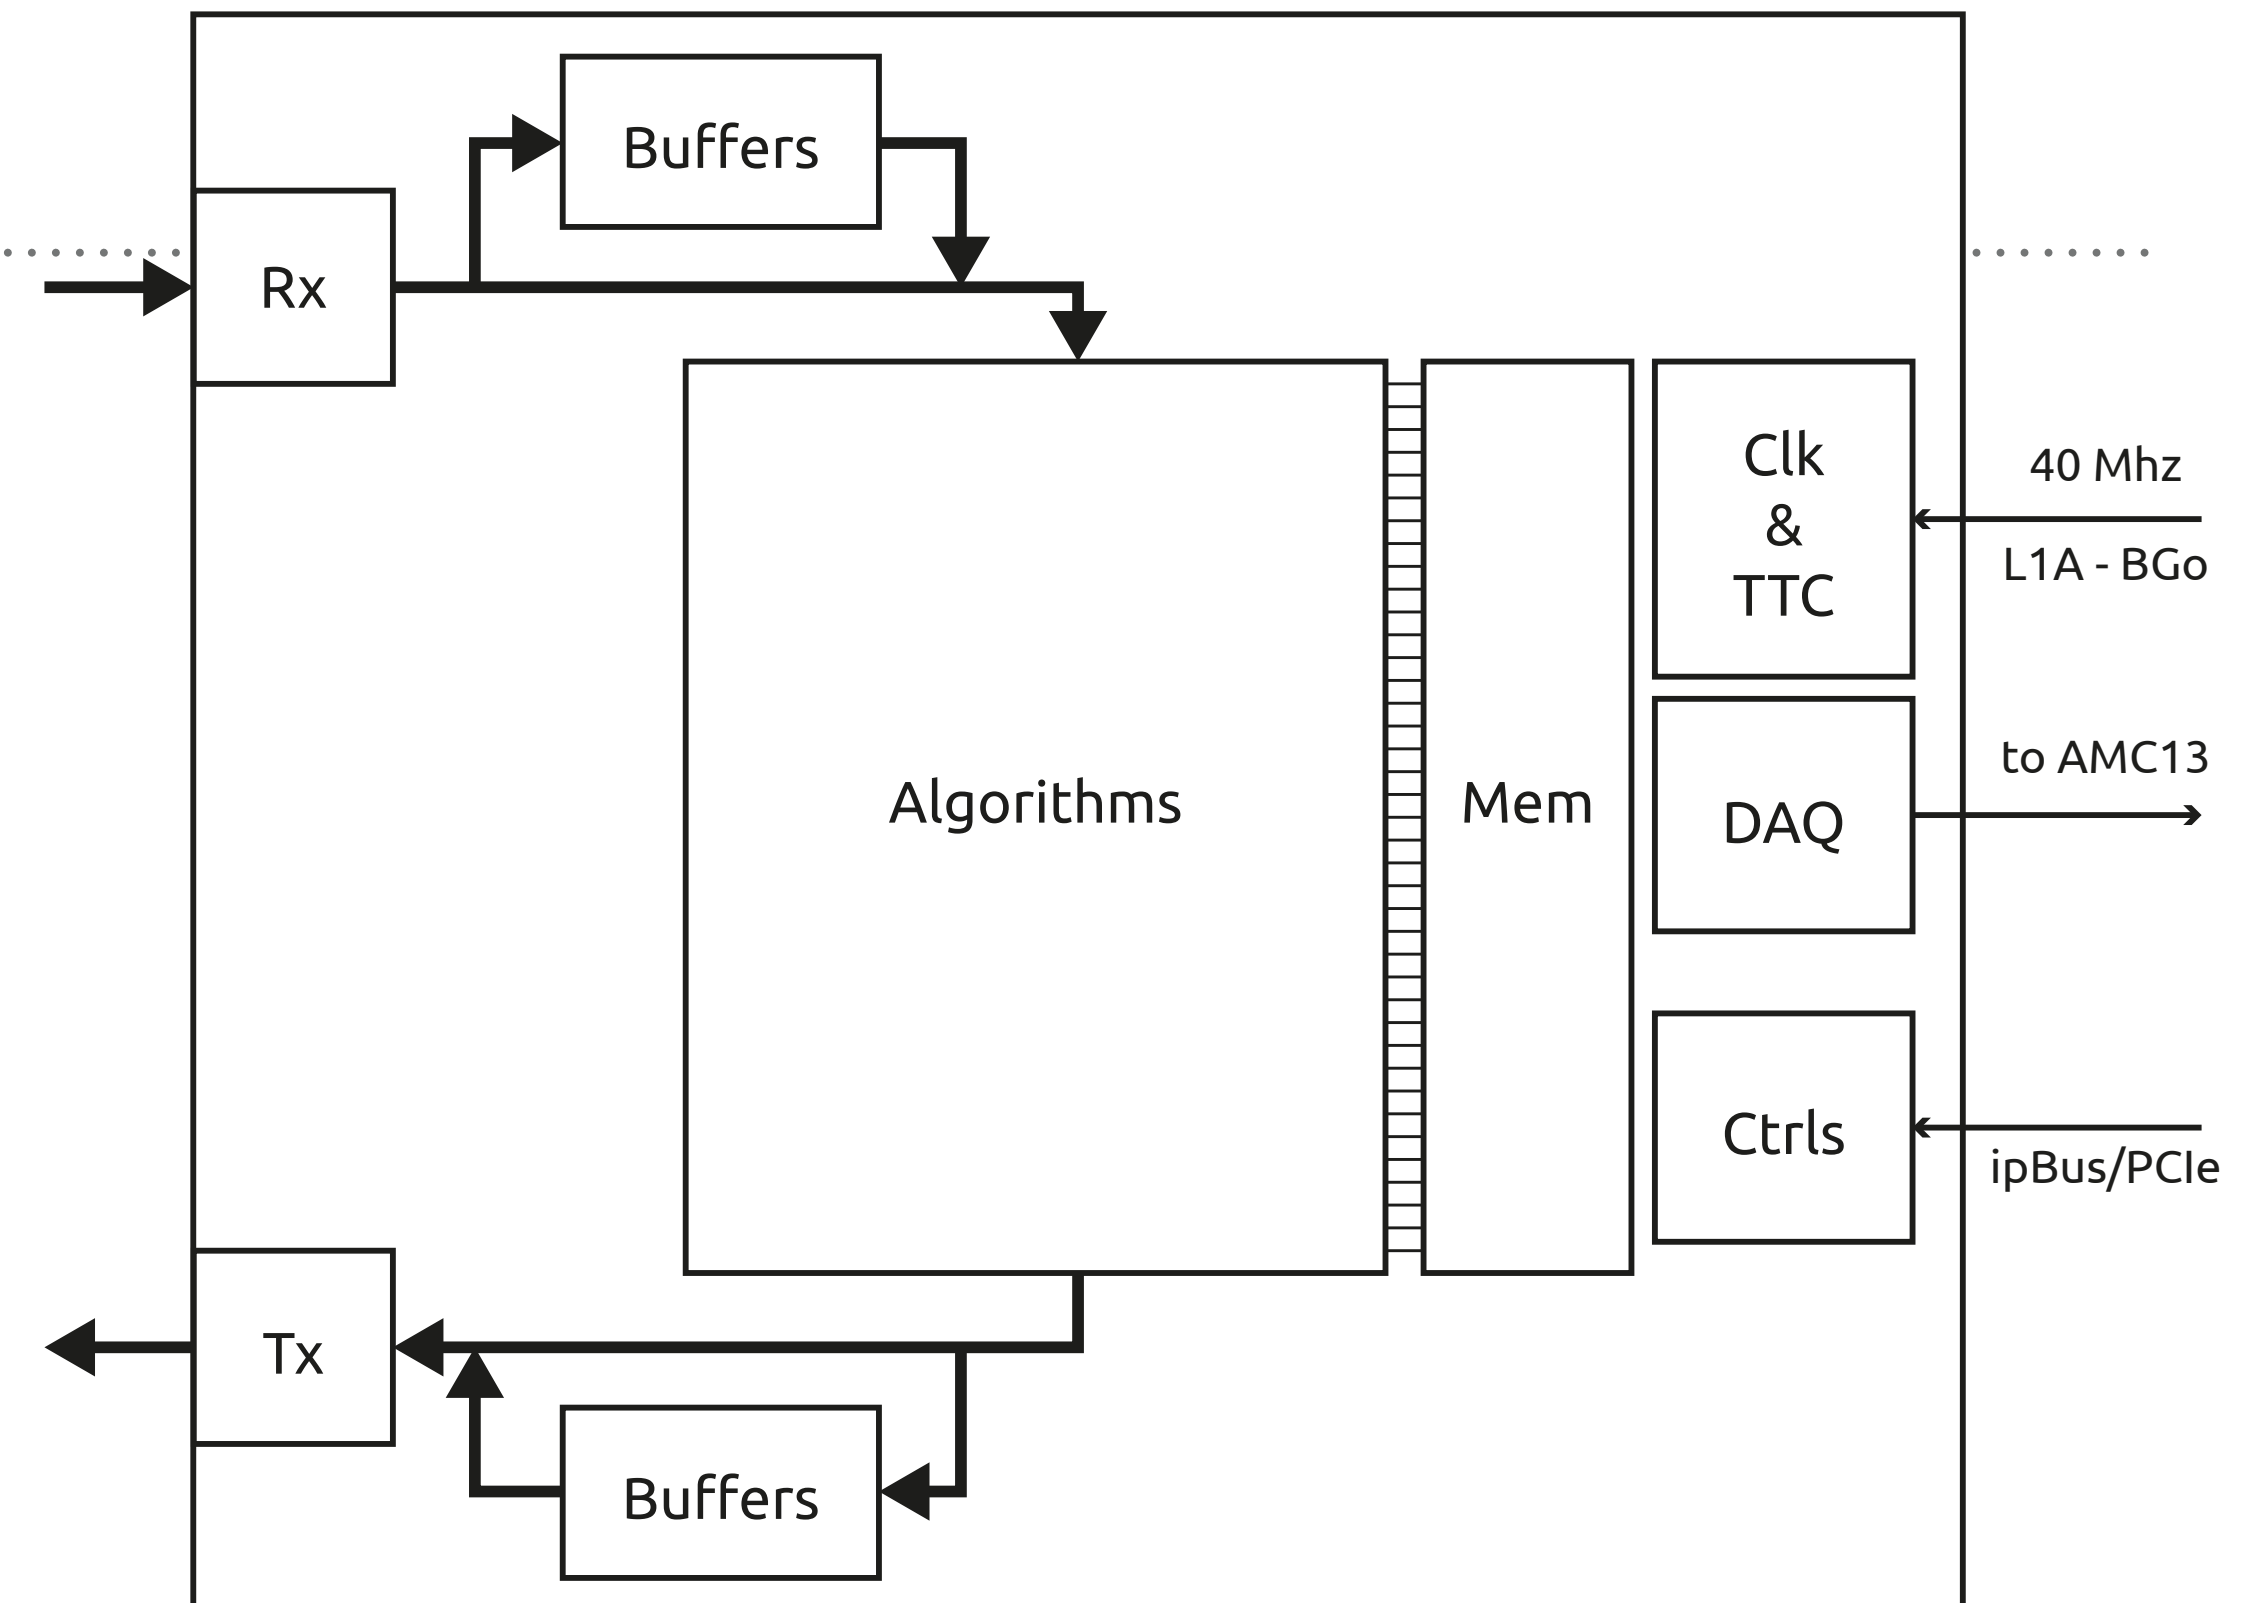 Buffers
Rx
Clk
&
TTC
40 Mhz
L1A - BGo
Algorithms
Mem
DAQ
to AMC13
Ctrls
ipBus/PCIe
Tx
Buffers